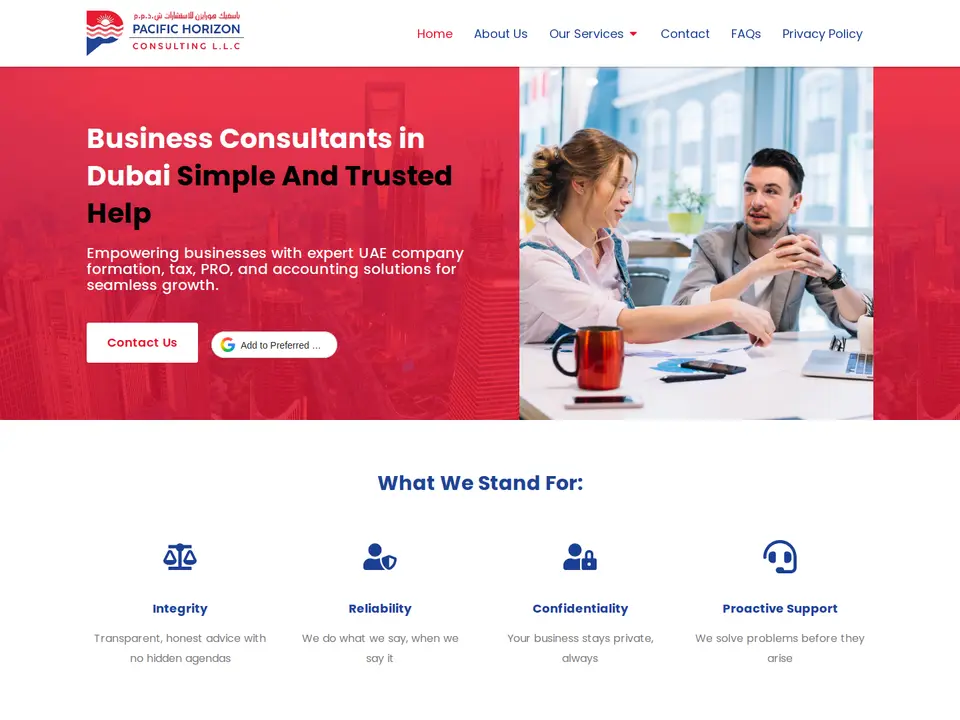 باسفيك هورايزن للاستشارات ش.ذ.م.م
PACIFIC HORIZON
CONSULTING L.L.C
Home About Us Our Services Contact FAQs Privacy Policy
Business Consultants in
Dubai Simple And Trusted
Help
Empowering businesses with expert UAE company
formation, tax, PRO, and accounting solutions for
seamless growth.
Contact Us
Add to Preferred ...
What We Stand For:
Integrity
Transparent, honest advice with
no hidden agendas
Reliability
We do what we say, when we
say it
Confidentiality
Your business stays private,
always
Proactive Support
We solve problems before they
arise